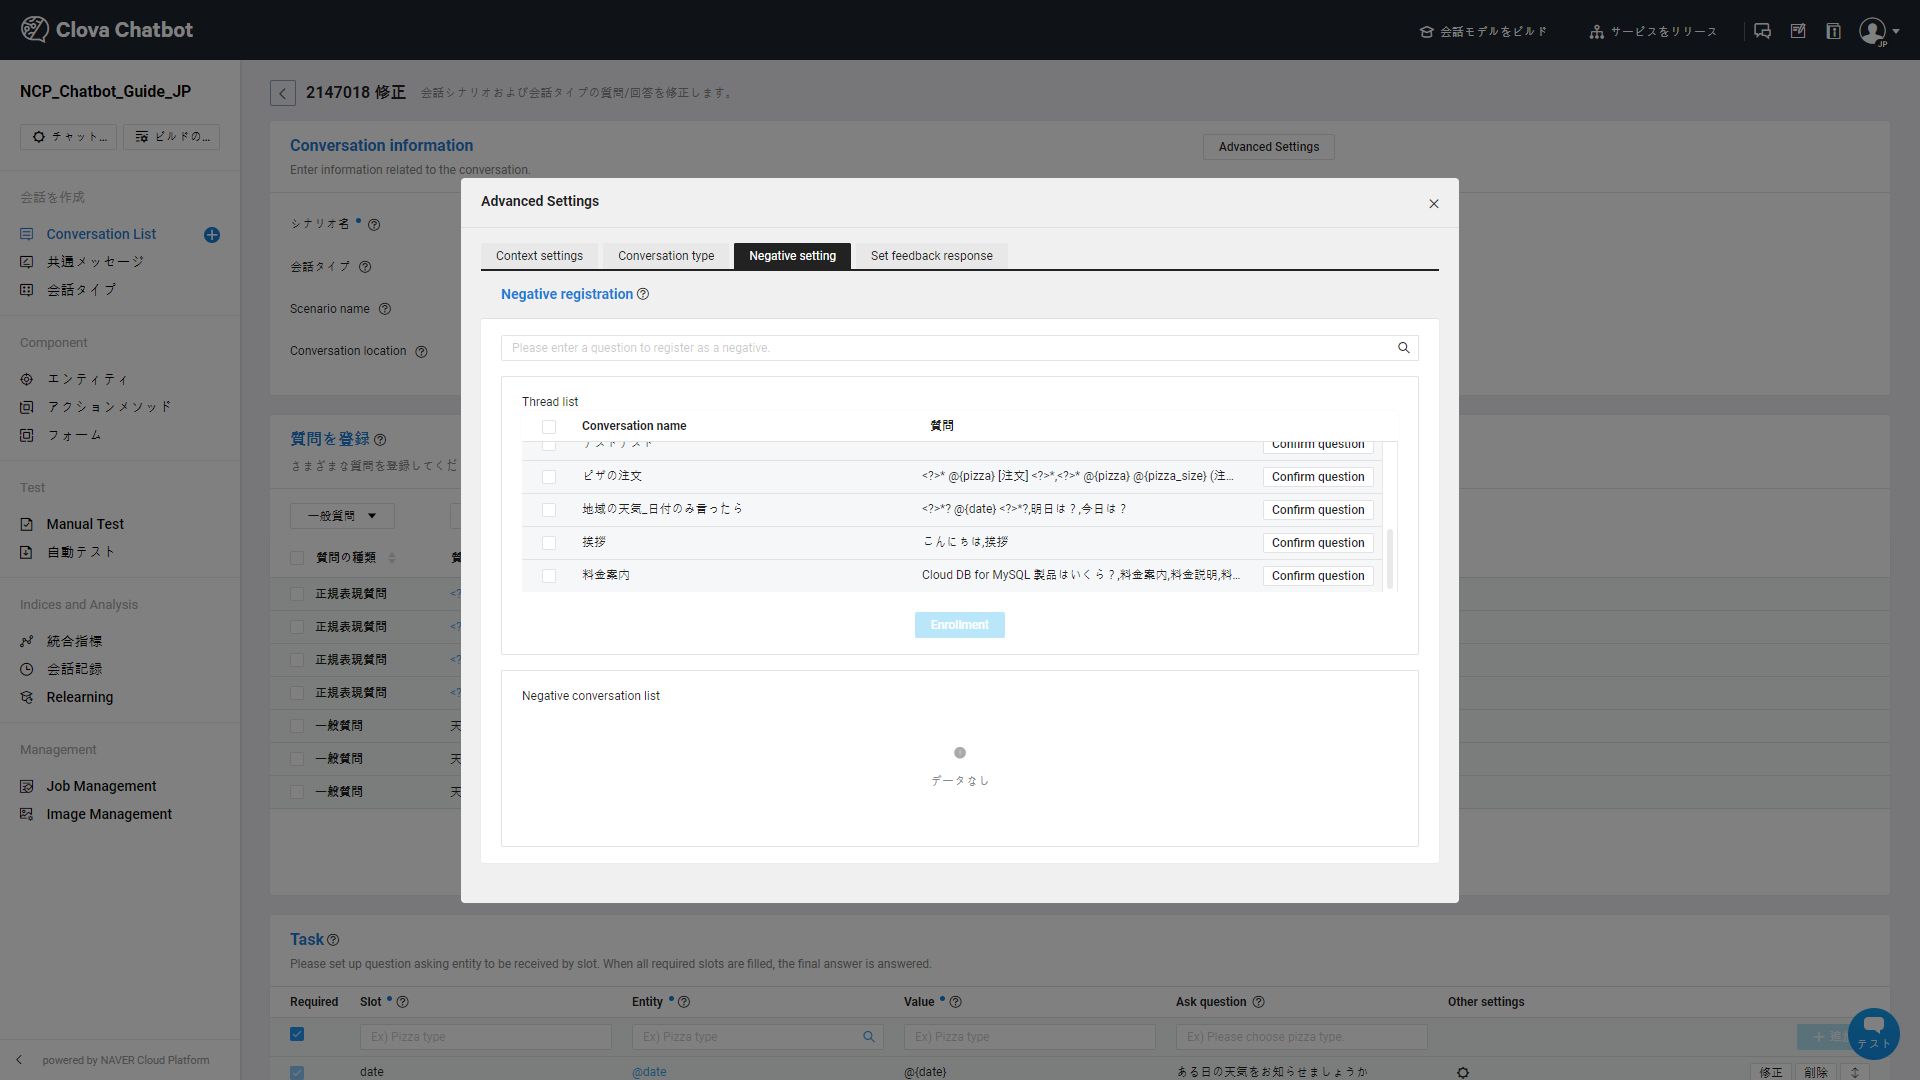 Clova Chatbot
会話モデルをビルド
サービスをリリース
JP
NCP_Chatbot_Guide_JP
チャット...
ビルドの...
会話を作成
Conversation List
共通メッセージ
会話タイプ
Component
エンティティ
アクションメソッド
フォーム
Test
Manual Test
自動テスト
Indices and Analysis
統合指標
会話記録
Relearning
Management
Job Management
Image Management
powered by NAVER Cloud Platform
2147018 修正
会話シナリオおよび会話タイプの質問/回答を修正します。
Conversation information
Advanced Settings
Enter information related to the conversation.
シナリオ名
会話タイプ
Scenario name
Conversation location
質問を登録
さまざまな質問を登録してくだ
一般質問
質問の種類
質
正規表現質問 <?
正規表現質問 <?
正規表現質問 <?
正規表現質問 <?
一般質問 天
一般質問 天
一般質問 天
Advanced Settings
Context settings
Conversation type
Negative setting
Set feedback response
Negative registration
Please enter a question to register as a negative.
Thread list
Conversation name 質問
テストテスト Confirm question
ピザの注文 <?>* @{pizza} [注文] <?>*,<?>* @{pizza} @{pizza_size} (注... Confirm question
地域の天気_日付のみ言ったら <?>*? @{date} <?>*?,明日は？,今日は？ Confirm question
挨拶 こんにちは,挨拶 Confirm question
料金案内 Cloud DB for MySQL 製品はいくら？,料金案内,料金説明,料... Confirm question
Enrollment
Negative conversation list
データなし
Task
Please set up question asking entity to be received by slot. When all required slots are filled, the final answer is answered.
Required Slot Entity Value Ask question Other settings
Ex) Pizza type Ex) Pizza type Ex) Pizza type Ex) Please choose pizza type. 
date @date @{date} ある日の天気をお知らせましょうか 修正 削除
テスト